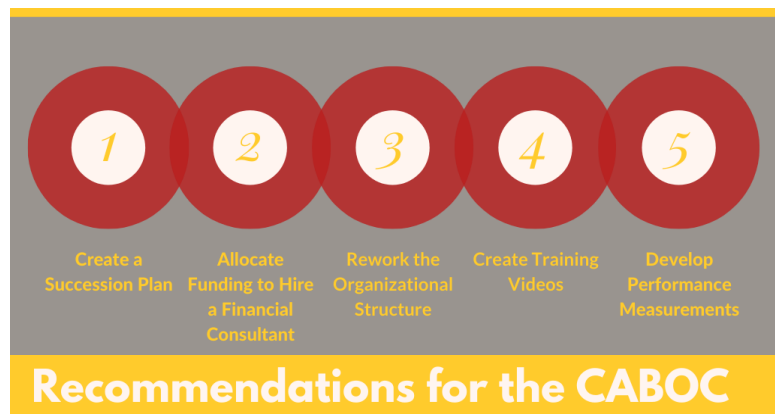 1
2
3
4
5
Create a
Succession Plan
Allocate
Funding to Hire
a Financial
Consultant
Rework the
Organizational
Structure
Create Training
Videos
Develop
Performance
Measurements
Recommendations for the CABOC